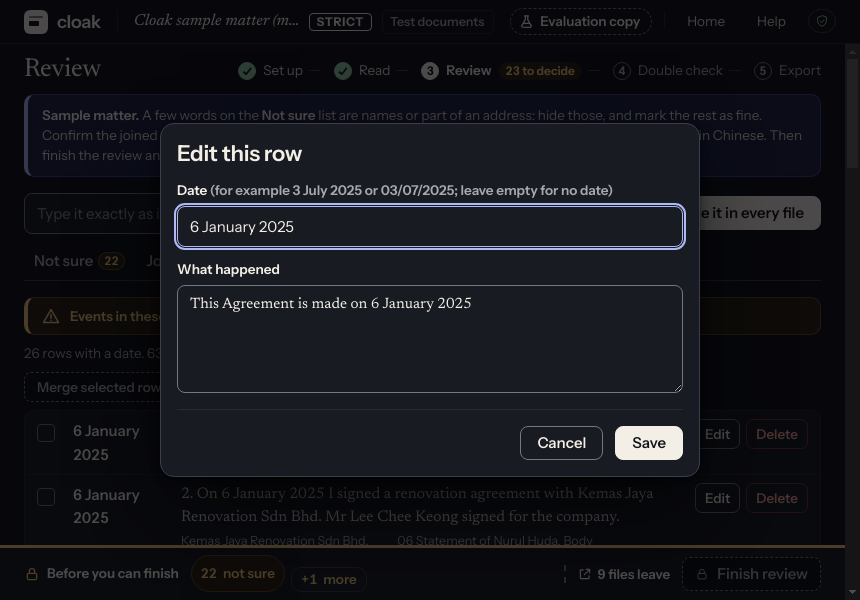 cloak
Cloak sample matter (m... STRICT Test documents Evaluation copy Home Help
Review Set up Read 3 Review 23 to decide 4 Double check 5 Export
Sample matter. A few words on the Not sure list are names or part of an address: hide those, and mark the rest as fine.
Confirm the joined in Chinese. Then
finish the review an
Type it exactly as i e it in every file
Not sure 22 Jo
Events in these
26 rows with a date. 63
Merge selected row
Edit this row
Date (for example 3 July 2025 or 03/07/2025; leave empty for no date)
6 January 2025
What happened
This Agreement is made on 6 January 2025
Cancel Save
6 January
2025
Edit Delete
6 January
2025
2. On 6 January 2025 I signed a renovation agreement with Kemas Jaya
Renovation Sdn Bhd. Mr Lee Chee Keong signed for the company.
Kemas Jaya Renovation Sdn Bhd. 06 Statement of Nurul Huda, Body
Edit Delete
Before you can finish 22 not sure +1 more 9 files leave Finish review